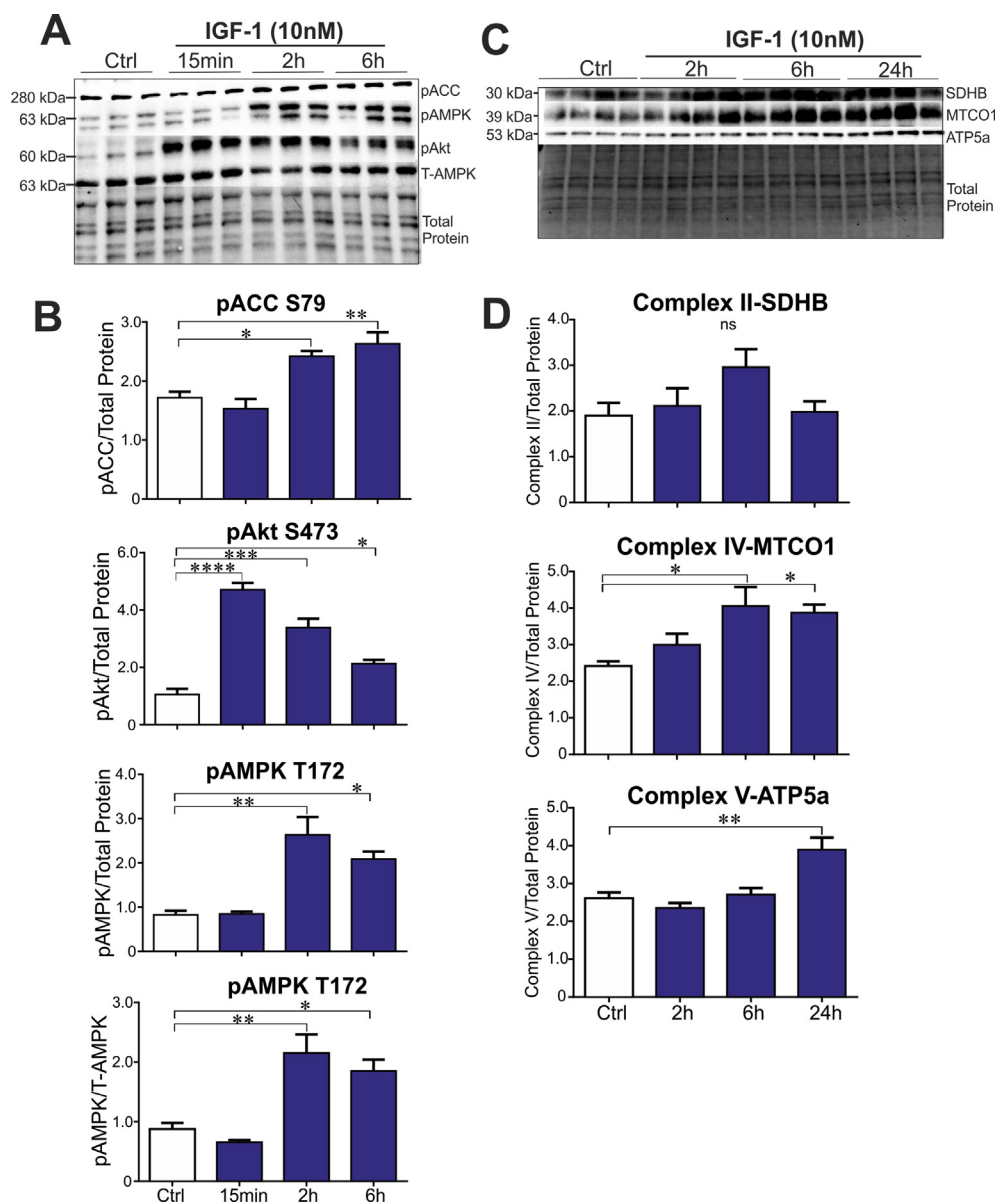 A
IGF-1 (10nM)
Ctrl 15min 2h 6h
280 kDa
63 kDa
60 kDa
63 kDa
pACC
pAMPK
pAkt
T-AMPK
Total
Protein
C
IGF-1 (10nM)
Ctrl 2h 6h 24h
30 kDa
39 kDa
53 kDa
SDHB
MTCO1
ATP5a
Total
Protein
B
pACC S79
pACC/Total Protein
3.0
2.0
1.0
0
*
**
pAkt S473
pAkt/Total Protein
6.0
4.0
2.0
0
*
***
****
pAMPK T172
pAMPK/Total Protein
4.0
3.0
2.0
1.0
0
*
**
pAMPK T172
pAMPK/T-AMPK
3.0
2.0
1.0
0
*
**
Ctrl 15min 2h 6h
D
Complex II-SDHB
ns
Complex II/Total Protein
4.0
3.0
2.0
1.0
0
Complex IV-MTCO1
Complex IV/Total Protein
5.0
4.0
3.0
2.0
1.0
0
*
*
Complex V-ATP5a
Complex V/Total Protein
5.0
4.0
3.0
2.0
1.0
0
**
Ctrl 2h 6h 24h